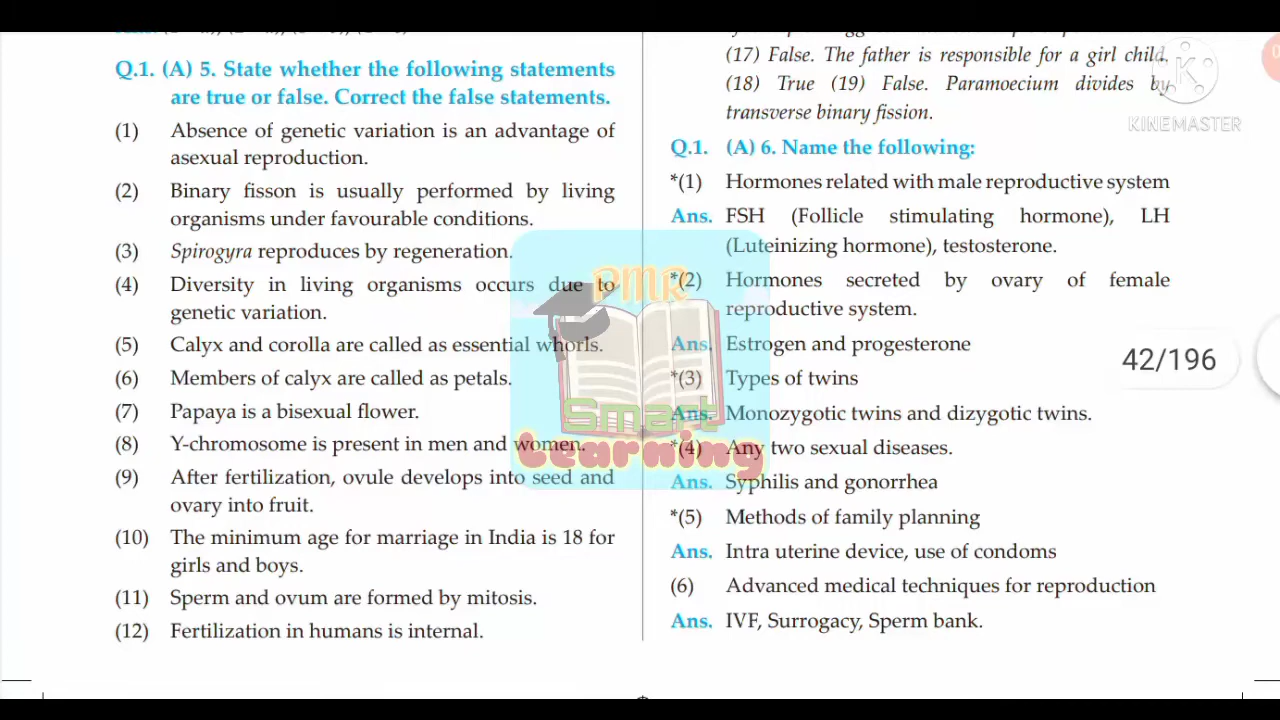 Q.1. (A) 5. State whether the following statements
are true or false. Correct the false statements.
(1) Absence of genetic variation is an advantage of
asexual reproduction.
(2) Binary fisson is usually performed by living
organisms under favourable conditions.
(3) Spirogyra reproduces by regeneration.
(4) Diversity in living organisms occurs due to
genetic variation.
(5) Calyx and corolla are called as essential whorls.
(6) Members of calyx are called as petals.
(7) Papaya is a bisexual flower.
(8) Y-chromosome is present in men and women.
(9) After fertilization, ovule develops into seed and
ovary into fruit.
(10) The minimum age for marriage in India is 18 for
girls and boys.
(11) Sperm and ovum are formed by mitosis.
(12) Fertilization in humans is internal.
(17) False. The father is responsible for a girl child.
(18) True (19) False. Paramoecium divides by
transverse binary fission.
Q.1. (A) 6. Name the following:
*(1) Hormones related with male reproductive system
Ans. FSH (Follicle stimulating hormone), LH
(Luteinizing hormone), testosterone.
*(2) Hormones secreted by ovary of female
reproductive system.
Ans. Estrogen and progesterone
*(3) Types of twins
Ans. Monozygotic twins and dizygotic twins.
*(4) Any two sexual diseases.
Ans. Syphilis and gonorrhea
*(5) Methods of family planning
Ans. Intra uterine device, use of condoms
(6) Advanced medical techniques for reproduction
Ans. IVF, Surrogacy, Sperm bank.
PMR
Smart
Learning
K
KINEMASTER
42/196